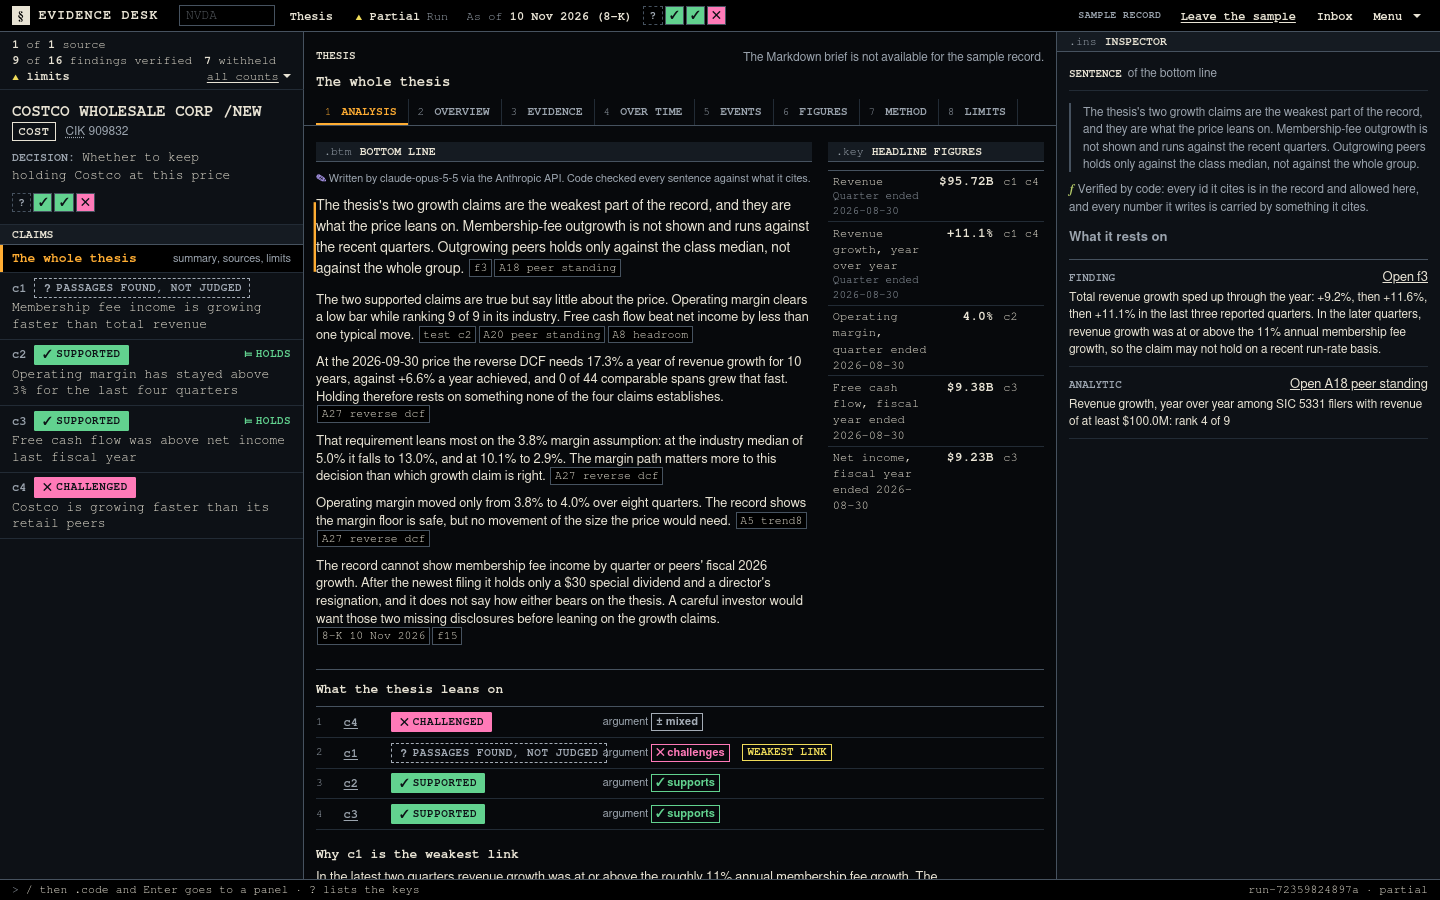 § EVIDENCE DESK NVDA Thesis ▲ Partial Run As of 10 Nov 2026 (8-K) ? ✓ ✓ ✕ SAMPLE RECORD Leave the sample Inbox Menu
1 of 1 source
9 of 16 findings verified 7 withheld
▲ limits all counts
COSTCO WHOLESALE CORP /NEW
COST CIK 909832
DECISION: Whether to keep
holding Costco at this price
? ✓ ✓ ✕
CLAIMS
The whole thesis summary, sources, limits
c1 ? PASSAGES FOUND, NOT JUDGED
Membership fee income is growing
faster than total revenue
c2 ✓ SUPPORTED ⊨ HOLDS
Operating margin has stayed above
3% for the last four quarters
c3 ✓ SUPPORTED ⊨ HOLDS
Free cash flow was above net income
last fiscal year
c4 ✕ CHALLENGED
Costco is growing faster than its
retail peers
THESIS
The Markdown brief is not available for the sample record.
The whole thesis
1 ANALYSIS 2 OVERVIEW 3 EVIDENCE 4 OVER TIME 5 EVENTS 6 FIGURES 7 METHOD 8 LIMITS
.btm BOTTOM LINE
✎ Written by claude-opus-5-5 via the Anthropic API. Code checked every sentence against what it cites.
The thesis's two growth claims are the weakest part of the record, and they are
what the price leans on. Membership-fee outgrowth is not shown and runs against
the recent quarters. Outgrowing peers holds only against the class median, not
against the whole group. f3 A18 peer standing
The two supported claims are true but say little about the price. Operating margin clears
a low bar while ranking 9 of 9 in its industry. Free cash flow beat net income by less than
one typical move. test c2 A20 peer standing A8 headroom
At the 2026-09-30 price the reverse DCF needs 17.3% a year of revenue growth for 10
years, against +6.6% a year achieved, and 0 of 44 comparable spans grew that fast.
Holding therefore rests on something none of the four claims establishes.
A27 reverse dcf
That requirement leans most on the 3.8% margin assumption: at the industry median of
5.0% it falls to 13.0%, and at 10.1% to 2.9%. The margin path matters more to this
decision than which growth claim is right. A27 reverse dcf
Operating margin moved only from 3.8% to 4.0% over eight quarters. The record shows
the margin floor is safe, but no movement of the size the price would need. A5 trend8
A27 reverse dcf
The record cannot show membership fee income by quarter or peers' fiscal 2026
growth. After the newest filing it holds only a $30 special dividend and a director's
resignation, and it does not say how either bears on the thesis. A careful investor would
want those two missing disclosures before leaning on the growth claims.
8-K 10 Nov 2026 f15
.key HEADLINE FIGURES
Revenue $95.72B c1 c4
Quarter ended
2026-08-30
Revenue +11.1% c1 c4
growth, year
over year
Quarter ended
2026-08-30
Operating 4.0% c2
margin,
quarter ended
2026-08-30
Free cash $9.38B c3
flow, fiscal
year ended
2026-08-30
Net income, $9.23B c3
fiscal year
ended 2026-
08-30
What the thesis leans on
1 c4 ✕ CHALLENGED argument ± mixed
2 c1 ? PASSAGES FOUND, NOT JUDGED argument ✕ challenges WEAKEST LINK
3 c2 ✓ SUPPORTED argument ✓ supports
4 c3 ✓ SUPPORTED argument ✓ supports
Why c1 is the weakest link
In the latest two quarters revenue growth was at or above the roughly 11% annual membership fee growth. The
.ins INSPECTOR
SENTENCE of the bottom line
The thesis's two growth claims are the weakest part of the record,
and they are what the price leans on. Membership-fee outgrowth is
not shown and runs against the recent quarters. Outgrowing peers
holds only against the class median, not against the whole group.
ƒ Verified by code: every id it cites is in the record and allowed here,
and every number it writes is carried by something it cites.
What it rests on
FINDING Open f3
Total revenue growth sped up through the year: +9.2%, then +11.6%,
then +11.1% in the last three reported quarters. In the later quarters,
revenue growth was at or above the 11% annual membership fee
growth, so the claim may not hold on a recent run-rate basis.
ANALYTIC Open A18 peer standing
Revenue growth, year over year among SIC 5331 filers with revenue
of at least $100.0M: rank 4 of 9
> / then .code and Enter goes to a panel · ? lists the keys run-72359824897a · partial